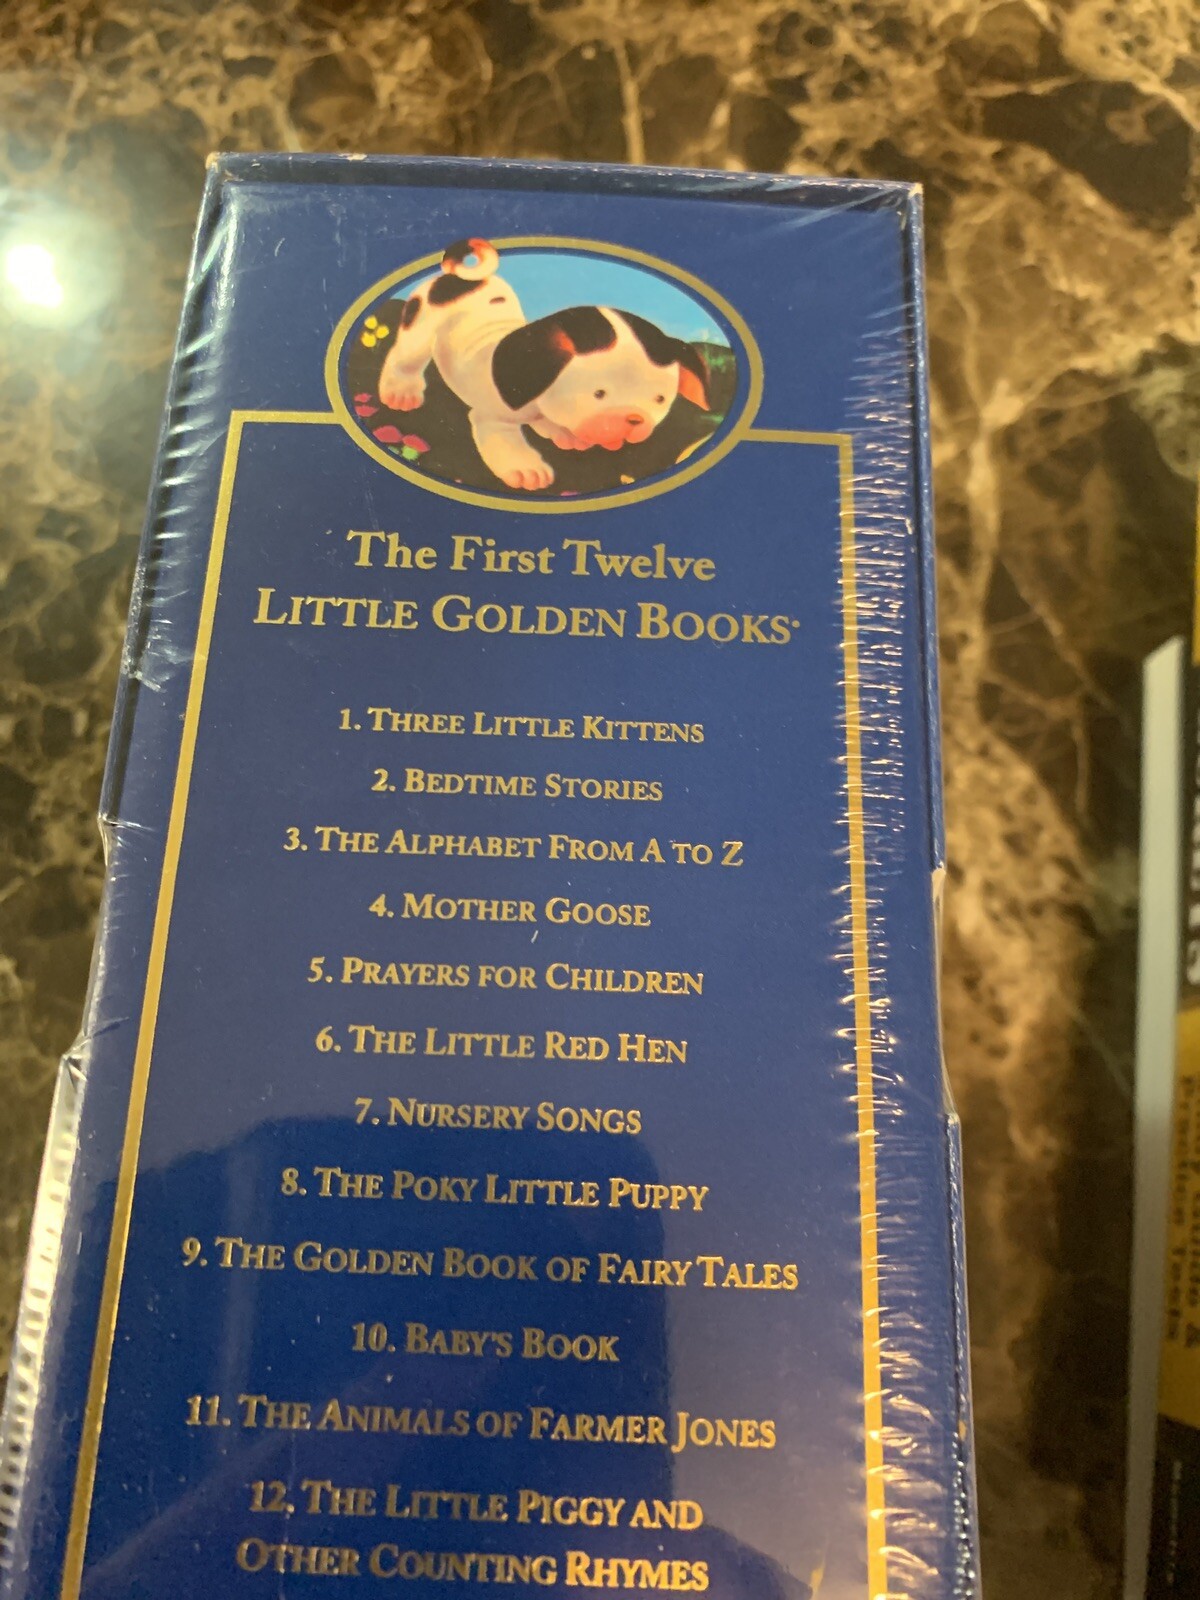 The First Twelve
LITTLE GOLDEN BOOKS®
1. THREE LITTLE KITTENS
2. BEDTIME STORIES
3. THE ALPHABET FROM A TO Z
4. MOTHER GOOSE
5. PRAYERS FOR CHILDREN
6. THE LITTLE RED HEN
7. NURSERY SONGS
8. THE POKY LITTLE PUPPY
9. THE GOLDEN BOOK OF FAIRY TALES
10. BABY'S BOOK
11. THE ANIMALS OF FARMER JONES
12. THE LITTLE PIGGY AND
OTHER COUNTING RHYMES